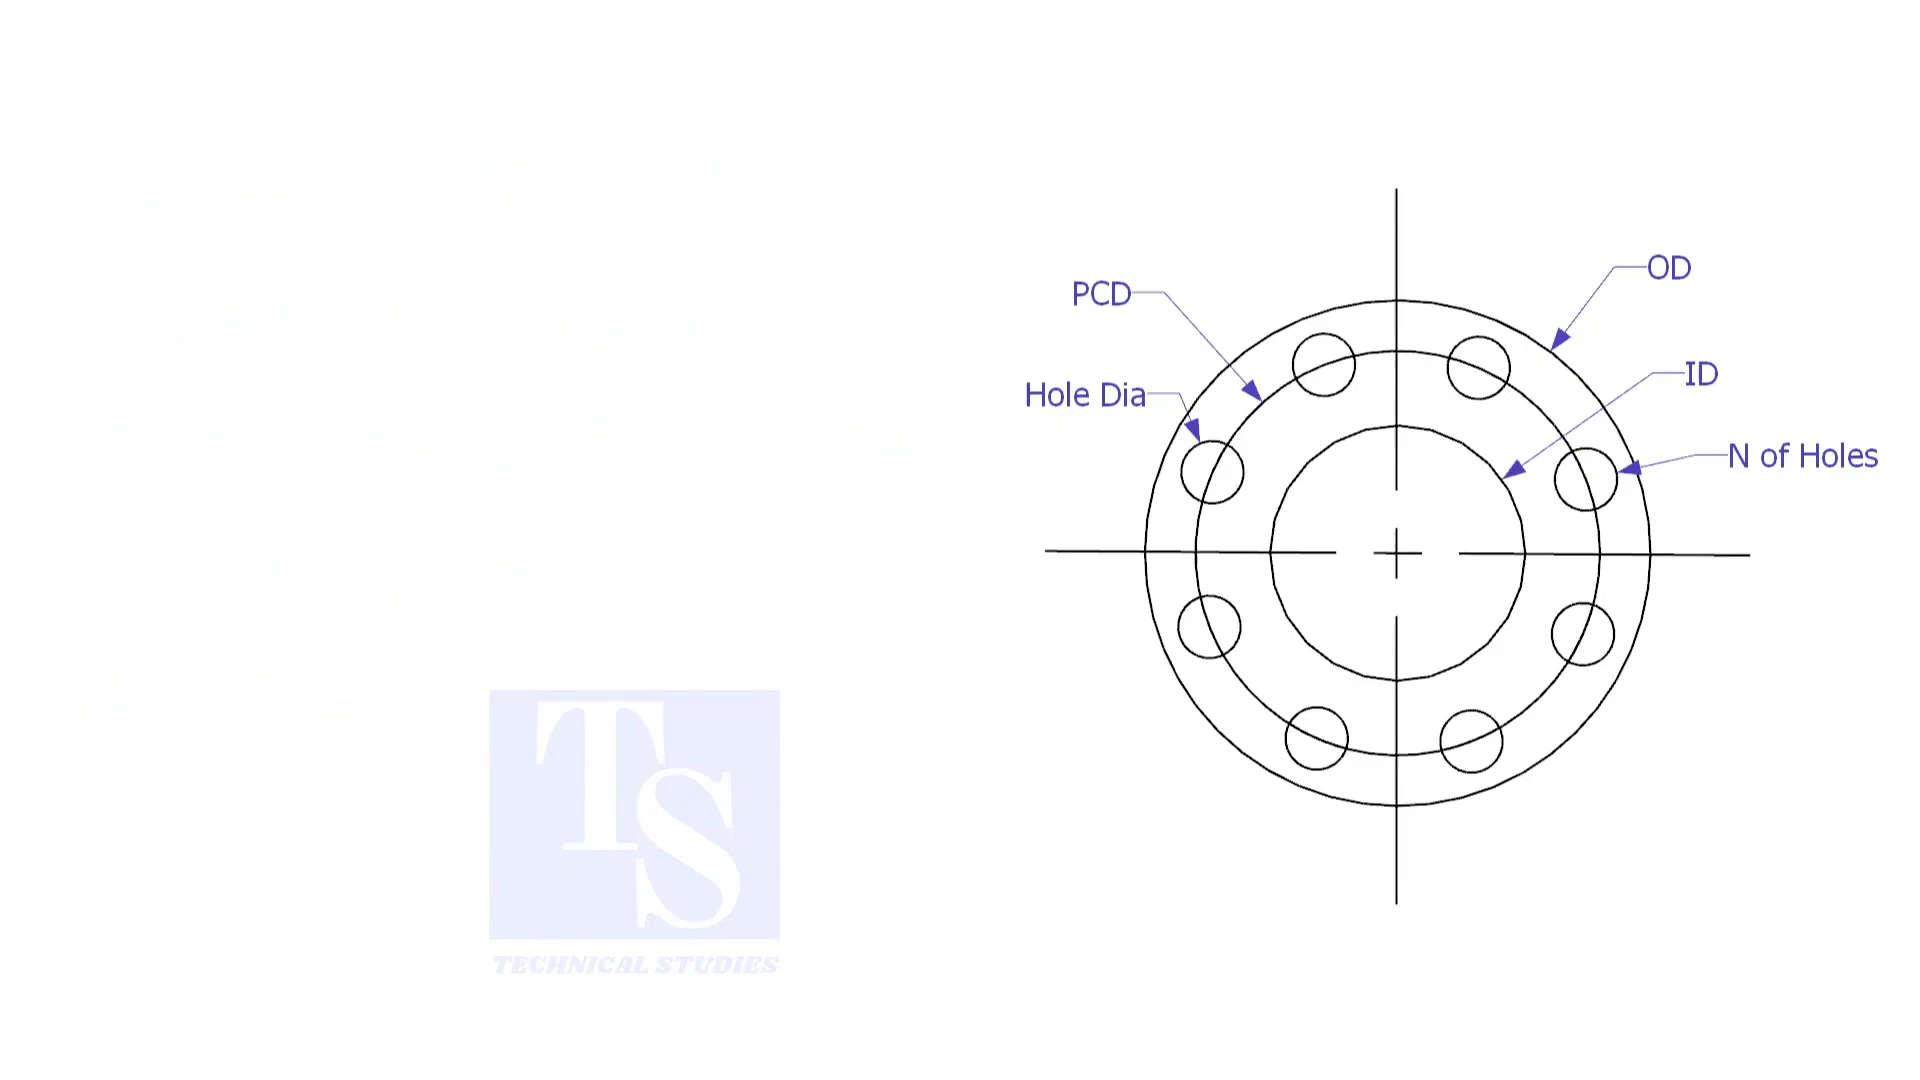 OD
PCD
ID
Hole Dia
N of Holes
TS
TECHNICAL STUDIES